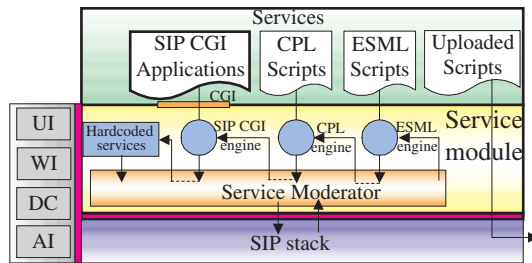 Services
SIP CGI
Applications
CPL
Scripts
ESML
Scripts
Uploaded
Scripts
CGI
UI
WI
DC
AI
Hardcoded
services
SIP CGI
engine
CPL
engine
ESML
engine
Service
module
Service Moderator
SIP stack